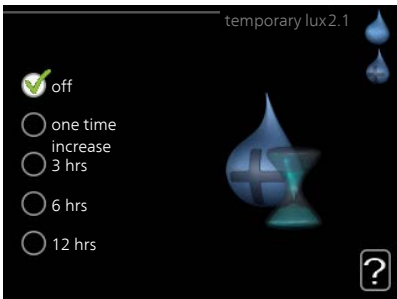 temporary lux2.1
off
one time
increase
3 hrs
6 hrs
12 hrs
?